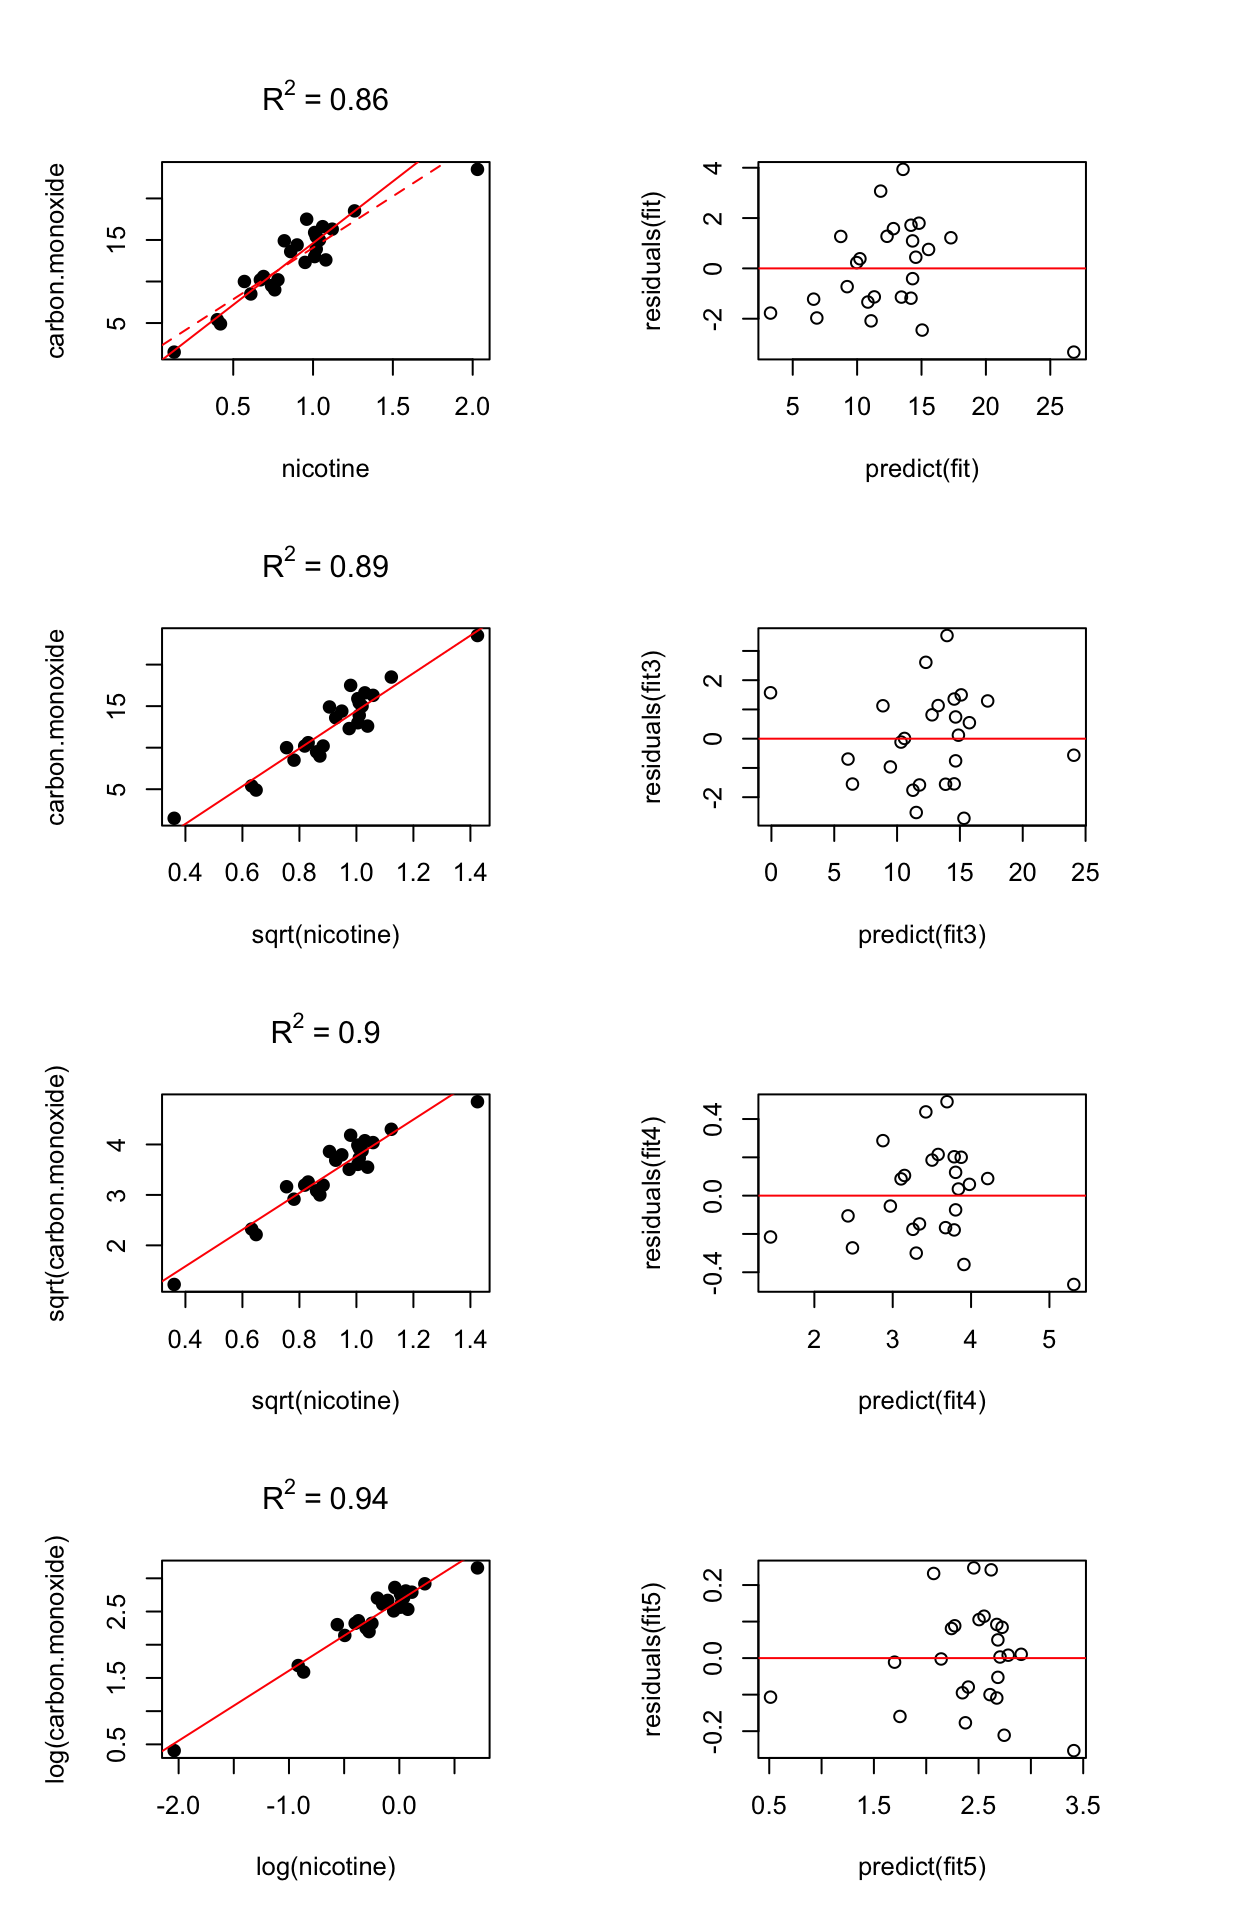 R2 = 0.86
carbon.monoxide
5 15
0.5 1.0 1.5 2.0
nicotine
residuals(fit)
-2 0 2 4
5 10 15 20 25
predict(fit)
R2 = 0.89
carbon.monoxide
5 15
0.4 0.6 0.8 1.0 1.2 1.4
sqrt(nicotine)
residuals(fit3)
-2 0 2
0 5 10 15 20 25
predict(fit3)
R2 = 0.9
sqrt(carbon.monoxide)
2 3 4
0.4 0.6 0.8 1.0 1.2 1.4
sqrt(nicotine)
residuals(fit4)
-0.4 0.0 0.4
2 3 4 5
predict(fit4)
R2 = 0.94
log(carbon.monoxide)
0.5 1.5 2.5
-2.0 -1.0 0.0
log(nicotine)
residuals(fit5)
-0.2 0.0 0.2
0.5 1.5 2.5 3.5
predict(fit5)